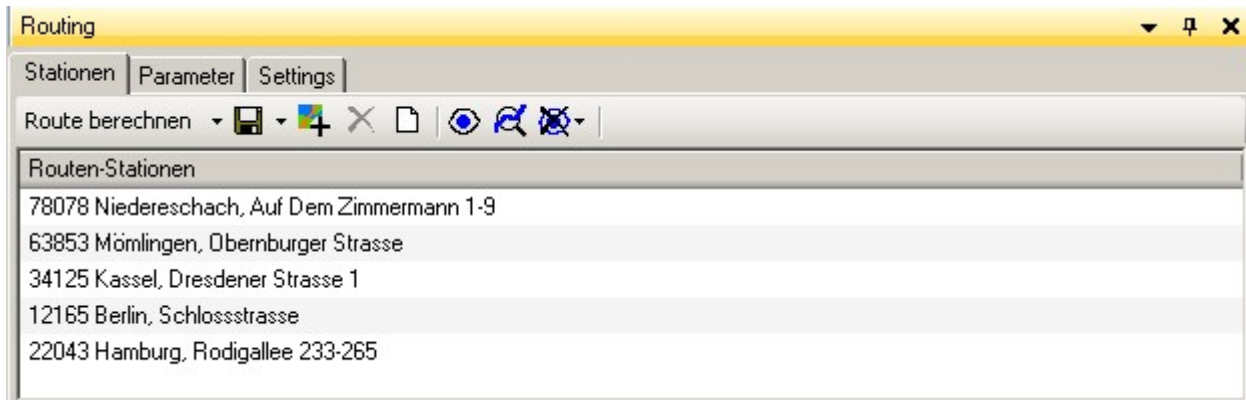 Routing
Stationen Parameter Settings
Route berechnen
Routen-Stationen
78078 Niedereschach, Auf Dem Zimmermann 1-9
63853 Mömlingen, Obernburger Strasse
34125 Kassel, Dresdener Strasse 1
12165 Berlin, Schlossstrasse
22043 Hamburg, Rodigallee 233-265